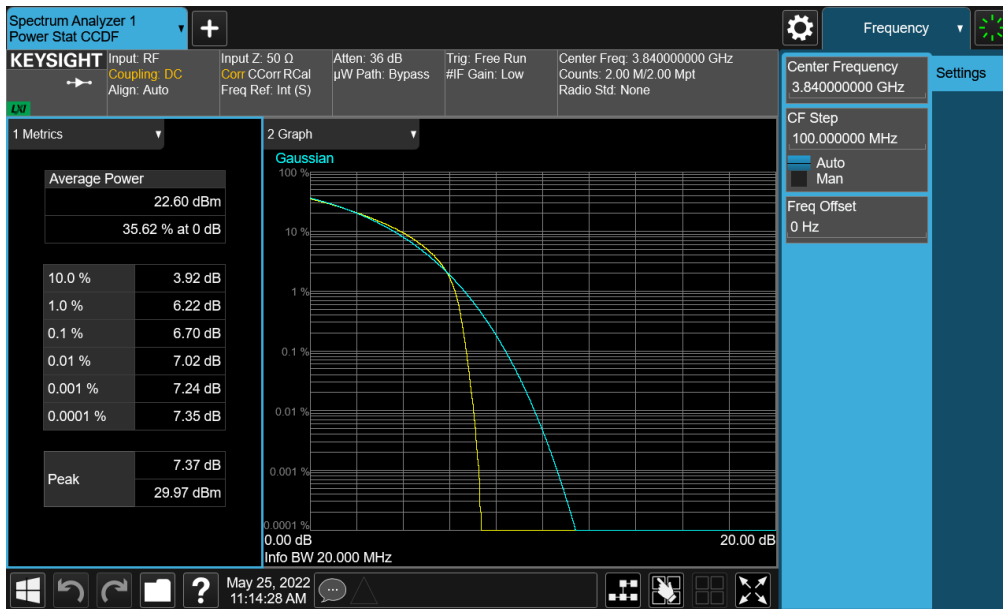 Spectrum Analyzer 1
Power Stat CCDF
Frequency
KEYSIGHT
LXI
Input: RF
Coupling: DC
Align: Auto
Input Z: 50 Ω
Corr CCorr RCal
Freq Ref: Int (S)
Atten: 36 dB
µW Path: Bypass
Trig: Free Run
#IF Gain: Low
Center Freq: 3.840000000 GHz
Counts: 2.00 M/2.00 Mpt
Radio Std: None
Center Frequency
3.840000000 GHz
Settings
CF Step
100.000000 MHz
Auto
Man
Freq Offset
0 Hz
1 Metrics
Average Power
22.60 dBm
35.62 % at 0 dB
10.0 % 3.92 dB
1.0 % 6.22 dB
0.1 % 6.70 dB
0.01 % 7.02 dB
0.001 % 7.24 dB
0.0001 % 7.35 dB
Peak
7.37 dB
29.97 dBm
2 Graph
Gaussian
100 %
10 %
1 %
0.1 %
0.01 %
0.001 %
0.0001 %
0.00 dB 20.00 dB
Info BW 20.000 MHz
May 25, 2022
11:14:28 AM